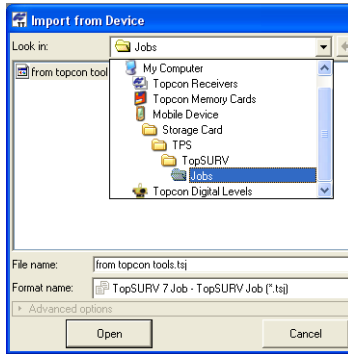 Import from Device
Look in:
Jobs
from topcon tool
My Computer
Topcon Receivers
Topcon Memory Cards
Mobile Device
Storage Card
TPS
TopSURV
Jobs
Topcon Digital Levels
File name:
from topcon tools.tsj
Format name:
TopSURV 7 Job - TopSURV Job (*.tsj)
Advanced options
Open
Cancel